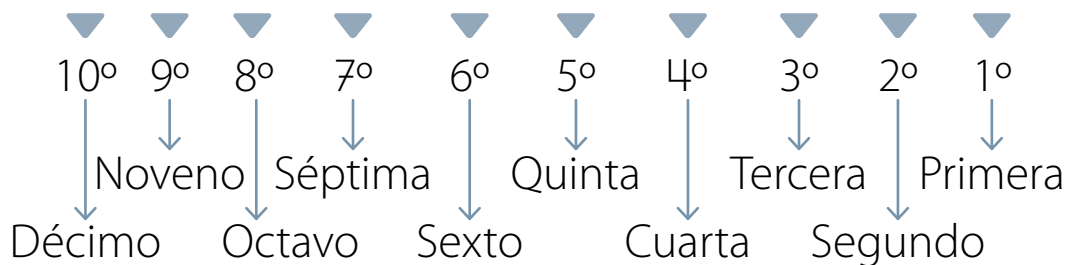 10º 9º 8º 7º 6º 5º 4º 3º 2º 1º
Noveno Séptima Quinta Tercera Primera
Décimo Octavo Sexto Cuarta Segundo